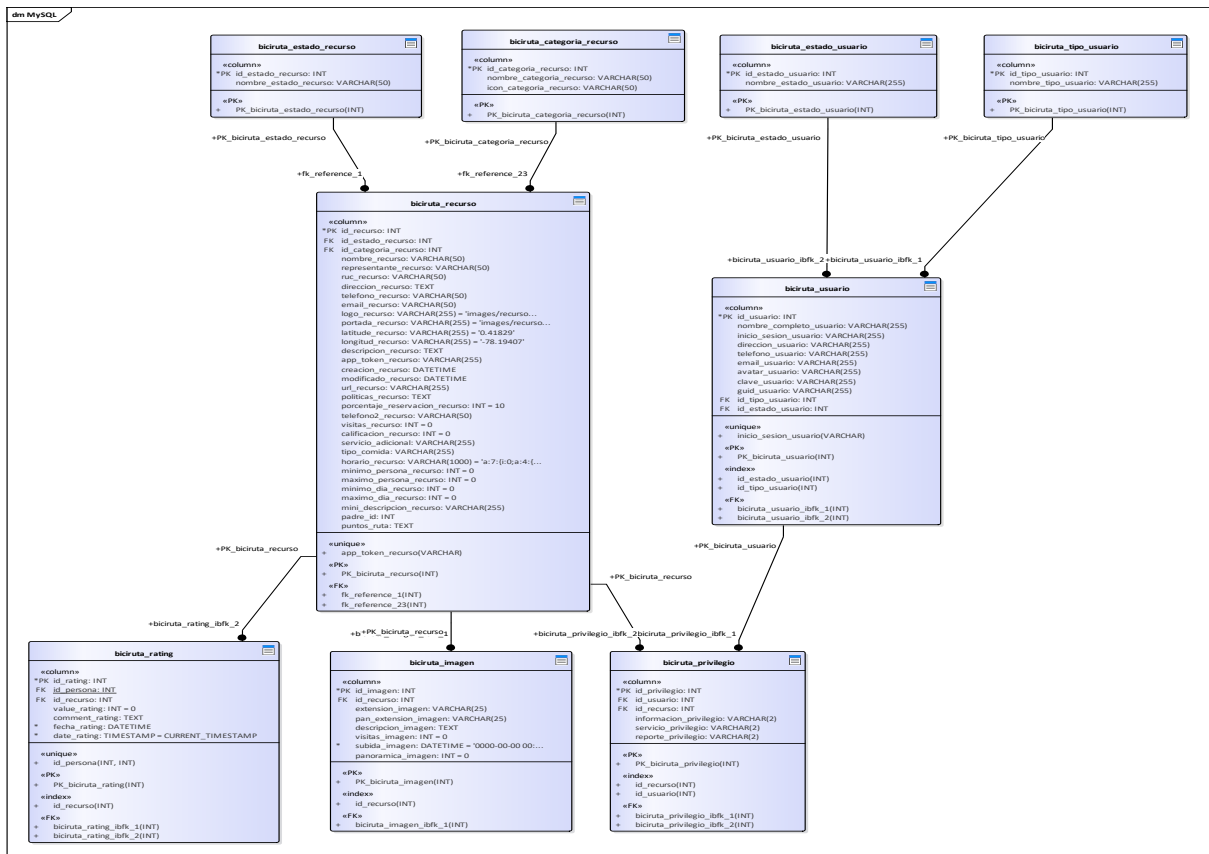 dm MySQL
biciruta_estado_recurso
«column»
*PK id_estado_recurso: INT
nombre_estado_recurso: VARCHAR(50)
«PK»
+ PK_biciruta_estado_recurso(INT)
biciruta_categoria_recurso
«column»
*PK id_categoria_recurso: INT
nombre_categoria_recurso: VARCHAR(50)
icon_categoria_recurso: VARCHAR(50)
«PK»
+ PK_biciruta_categoria_recurso(INT)
biciruta_estado_usuario
«column»
*PK id_estado_usuario: INT
nombre_estado_usuario: VARCHAR(255)
«PK»
+ PK_biciruta_estado_usuario(INT)
biciruta_tipo_usuario
«column»
*PK id_tipo_usuario: INT
nombre_tipo_usuario: VARCHAR(255)
«PK»
+ PK_biciruta_tipo_usuario(INT)
+PK_biciruta_estado_recurso
+PK_biciruta_categoria_recurso
+PK_biciruta_estado_usuario
+PK_biciruta_tipo_usuario
+fk_reference_1
+fk_reference_23
biciruta_recurso
«column»
*PK id_recurso: INT
FK id_estado_recurso: INT
FK id_categoria_recurso: INT
nombre_recurso: VARCHAR(50)
representante_recurso: VARCHAR(50)
ruc_recurso: VARCHAR(50)
direccion_recurso: TEXT
telefono_recurso: VARCHAR(50)
email_recurso: VARCHAR(50)
logo_recurso: VARCHAR(255) = 'images/recurso...
portada_recurso: VARCHAR(255) = 'images/recurso...
latitude_recurso: VARCHAR(255) = '0.41829'
longitud_recurso: VARCHAR(255) = '-78.19407'
descripcion_recurso: TEXT
app_token_recurso: VARCHAR(255)
creacion_recurso: DATETIME
modificado_recurso: DATETIME
url_recurso: VARCHAR(255)
politicas_recurso: TEXT
porcentaje_reservacion_recurso: INT = 10
telefono2_recurso: VARCHAR(50)
visitas_recurso: INT = 0
calificacion_recurso: INT = 0
servicio_adicional: VARCHAR(255)
tipo_comida: VARCHAR(255)
horario_recurso: VARCHAR(1000) = 'a:7:{i:0;a:4:{...
minimo_persona_recurso: INT = 0
maximo_persona_recurso: INT = 0
minimo_dia_recurso: INT = 0
maximo_dia_recurso: INT = 0
mini_descripcion_recurso: VARCHAR(255)
padre_id: INT
puntos_ruta: TEXT
«unique»
+ app_token_recurso(VARCHAR)
«PK»
+ PK_biciruta_recurso(INT)
«FK»
+ fk_reference_1(INT)
+ fk_reference_23(INT)
+biciruta_usuario_ibfk_2
+biciruta_usuario_ibfk_1
biciruta_usuario
«column»
*PK id_usuario: INT
nombre_completo_usuario: VARCHAR(255)
inicio_sesion_usuario: VARCHAR(255)
direccion_usuario: VARCHAR(255)
telefono_usuario: VARCHAR(255)
email_usuario: VARCHAR(255)
avatar_usuario: VARCHAR(255)
clave_usuario: VARCHAR(255)
guid_usuario: VARCHAR(255)
FK id_tipo_usuario: INT
FK id_estado_usuario: INT
«unique»
+ inicio_sesion_usuario(VARCHAR)
«PK»
+ PK_biciruta_usuario(INT)
«index»
+ id_estado_usuario(INT)
+ id_tipo_usuario(INT)
«FK»
+ biciruta_usuario_ibfk_1(INT)
+ biciruta_usuario_ibfk_2(INT)
+PK_biciruta_recurso
+PK_biciruta_usuario
+PK_biciruta_recurso
+biciruta_rating_ibfk_2
+PK_biciruta_recurso
+biciruta_privilegio_ibfk_2
biciruta_privilegio_ibfk_1
biciruta_rating
«column»
*PK id_rating: INT
FK id_persona: INT
FK id_recurso: INT
value_rating: INT = 0
comment_rating: TEXT
* fecha_rating: DATETIME
* date_rating: TIMESTAMP = CURRENT_TIMESTAMP
«unique»
+ id_persona(INT, INT)
«PK»
+ PK_biciruta_rating(INT)
«index»
+ id_recurso(INT)
«FK»
+ biciruta_rating_ibfk_1(INT)
+ biciruta_rating_ibfk_2(INT)
biciruta_imagen
«column»
*PK id_imagen: INT
FK id_recurso: INT
extension_imagen: VARCHAR(25)
pan_extension_imagen: VARCHAR(25)
descripcion_imagen: TEXT
visitas_imagen: INT = 0
* subida_imagen: DATETIME = '0000-00-00 00:...
panoramica_imagen: INT = 0
«PK»
+ PK_biciruta_imagen(INT)
«index»
+ id_recurso(INT)
«FK»
+ biciruta_imagen_ibfk_1(INT)
biciruta_privilegio
«column»
*PK id_privilegio: INT
FK id_usuario: INT
FK id_recurso: INT
informacion_privilegio: VARCHAR(2)
servicio_privilegio: VARCHAR(2)
reporte_privilegio: VARCHAR(2)
«PK»
+ PK_biciruta_privilegio(INT)
«index»
+ id_recurso(INT)
+ id_usuario(INT)
«FK»
+ biciruta_privilegio_ibfk_1(INT)
+ biciruta_privilegio_ibfk_2(INT)